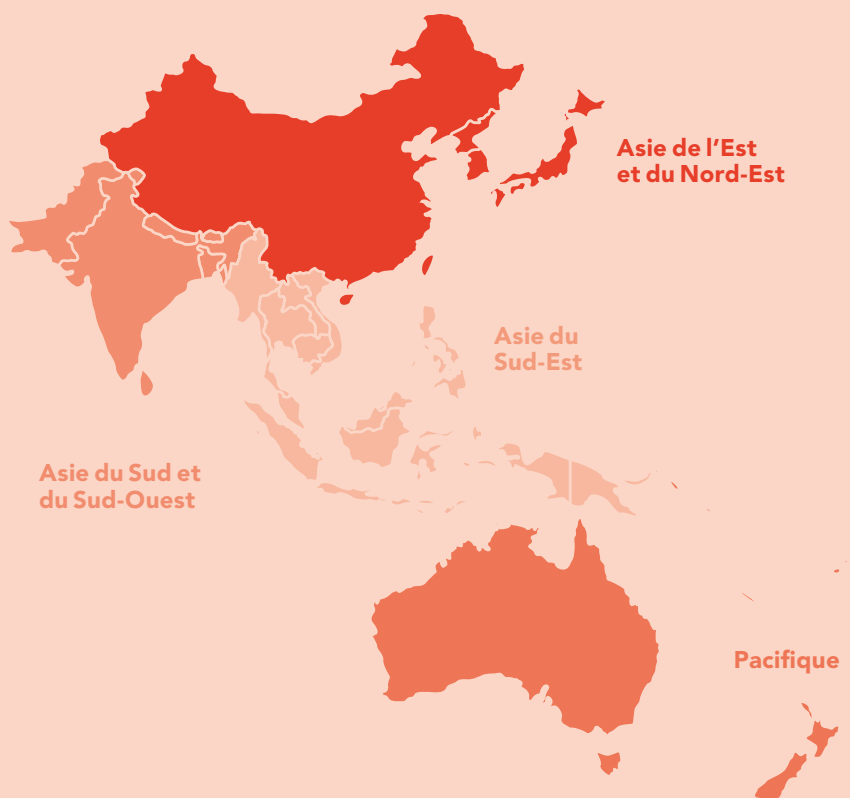 Asie de l’Est
et du Nord-Est
Asie du
Sud-Est
Asie du Sud et
du Sud-Ouest
Pacifique